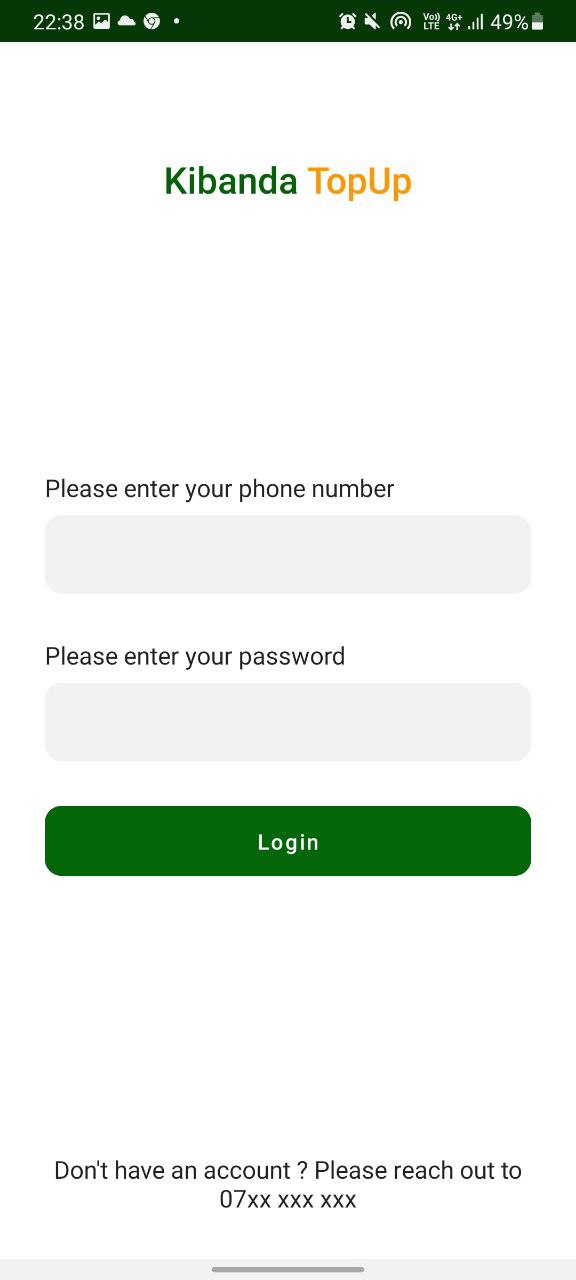 22:38 Vo)) LTE 4G+ 49%
Kibanda TopUp
Please enter your phone number
Please enter your password
Login
Don't have an account ? Please reach out to
07xx xxx xxx